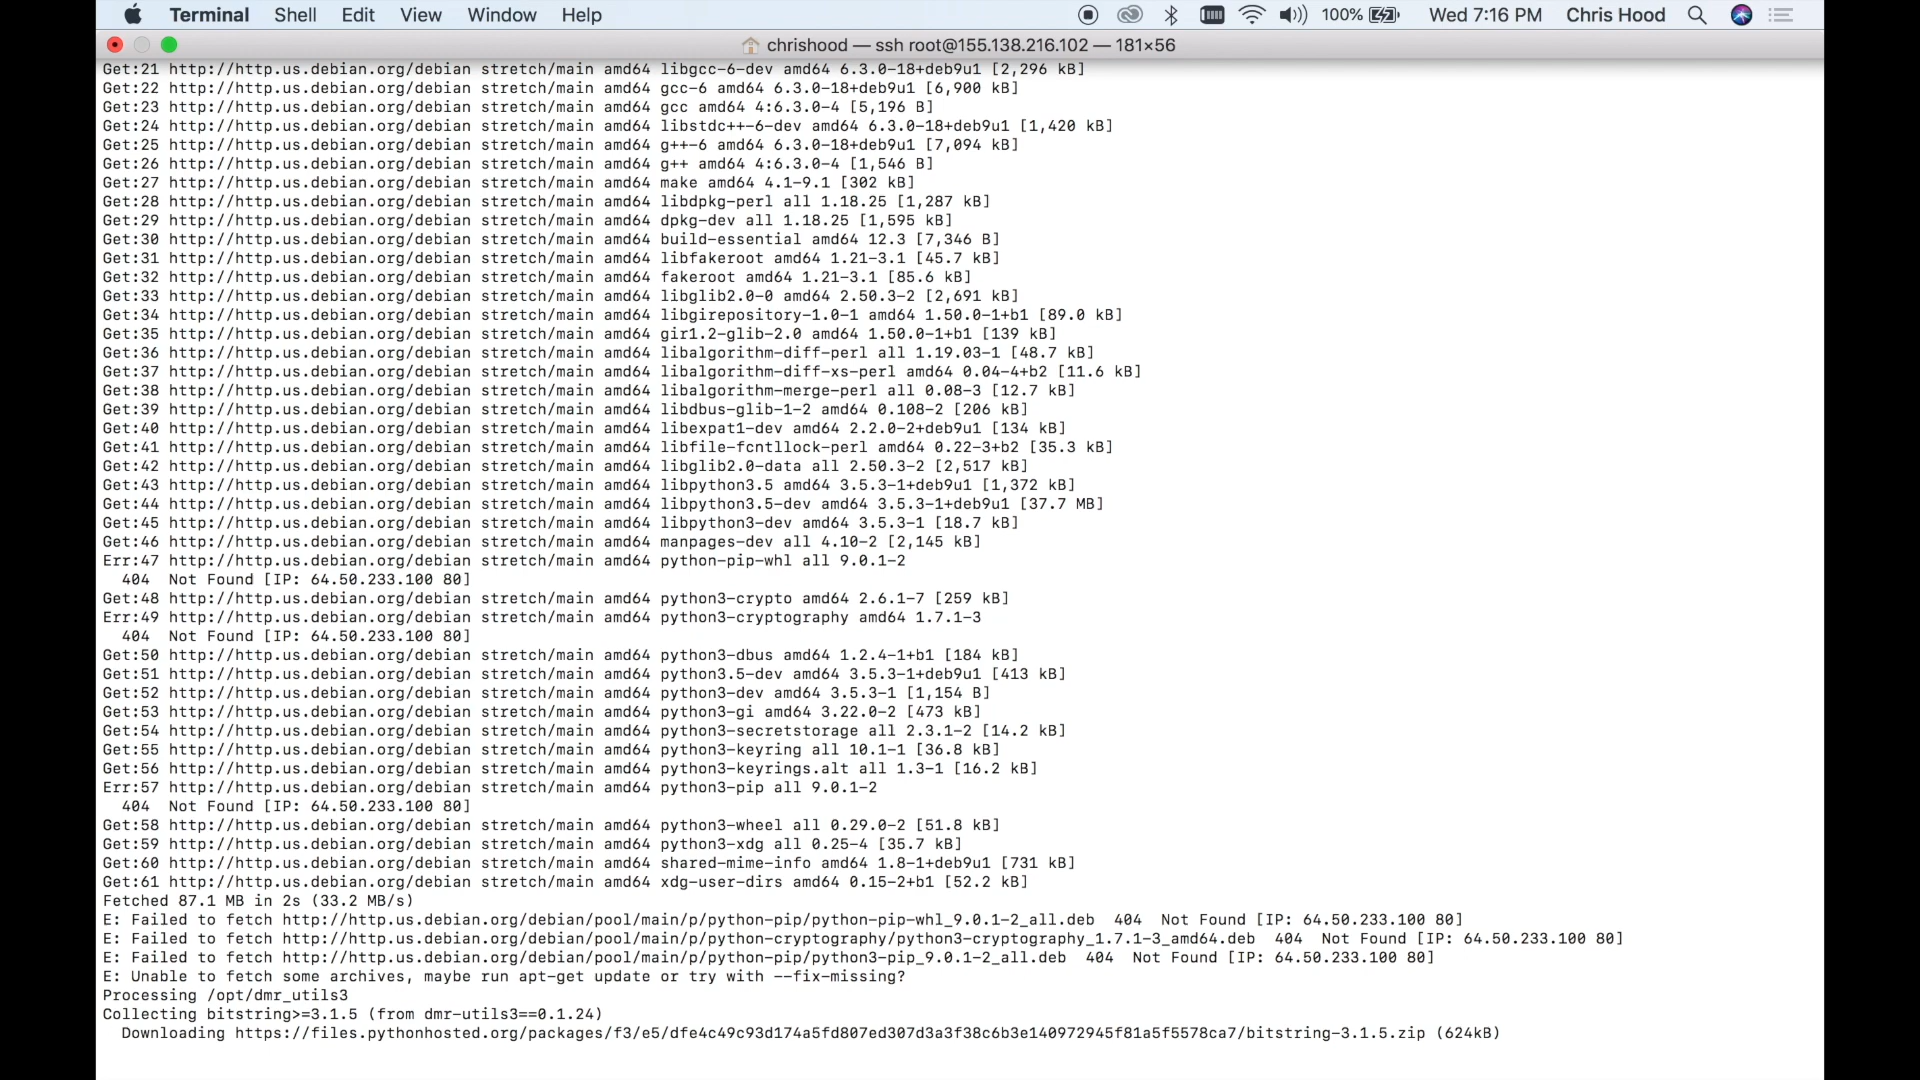 Terminal Shell Edit View Window Help 100% Wed 7:16 PM Chris Hood
chrishood — ssh root@155.138.216.102 — 181×56
Get:21 http://http.us.debian.org/debian stretch/main amd64 libgcc-6-dev amd64 6.3.0-18+deb9u1 [2,296 kB]
Get:22 http://http.us.debian.org/debian stretch/main amd64 gcc-6 amd64 6.3.0-18+deb9u1 [6,900 kB]
Get:23 http://http.us.debian.org/debian stretch/main amd64 gcc amd64 4:6.3.0-4 [5,196 B]
Get:24 http://http.us.debian.org/debian stretch/main amd64 libstdc++-6-dev amd64 6.3.0-18+deb9u1 [1,420 kB]
Get:25 http://http.us.debian.org/debian stretch/main amd64 g++-6 amd64 6.3.0-18+deb9u1 [7,094 kB]
Get:26 http://http.us.debian.org/debian stretch/main amd64 g++ amd64 4:6.3.0-4 [1,546 B]
Get:27 http://http.us.debian.org/debian stretch/main amd64 make amd64 4.1-9.1 [302 kB]
Get:28 http://http.us.debian.org/debian stretch/main amd64 libdpkg-perl all 1.18.25 [1,287 kB]
Get:29 http://http.us.debian.org/debian stretch/main amd64 dpkg-dev all 1.18.25 [1,595 kB]
Get:30 http://http.us.debian.org/debian stretch/main amd64 build-essential amd64 12.3 [7,346 B]
Get:31 http://http.us.debian.org/debian stretch/main amd64 libfakeroot amd64 1.21-3.1 [45.7 kB]
Get:32 http://http.us.debian.org/debian stretch/main amd64 fakeroot amd64 1.21-3.1 [85.6 kB]
Get:33 http://http.us.debian.org/debian stretch/main amd64 libglib2.0-0 amd64 2.50.3-2 [2,691 kB]
Get:34 http://http.us.debian.org/debian stretch/main amd64 libgirepository-1.0-1 amd64 1.50.0-1+b1 [89.0 kB]
Get:35 http://http.us.debian.org/debian stretch/main amd64 gir1.2-glib-2.0 amd64 1.50.0-1+b1 [139 kB]
Get:36 http://http.us.debian.org/debian stretch/main amd64 libalgorithm-diff-perl all 1.19.03-1 [48.7 kB]
Get:37 http://http.us.debian.org/debian stretch/main amd64 libalgorithm-diff-xs-perl amd64 0.04-4+b2 [11.6 kB]
Get:38 http://http.us.debian.org/debian stretch/main amd64 libalgorithm-merge-perl all 0.08-3 [12.7 kB]
Get:39 http://http.us.debian.org/debian stretch/main amd64 libdbus-glib-1-2 amd64 0.108-2 [206 kB]
Get:40 http://http.us.debian.org/debian stretch/main amd64 libexpat1-dev amd64 2.2.0-2+deb9u1 [134 kB]
Get:41 http://http.us.debian.org/debian stretch/main amd64 libfile-fcntllock-perl amd64 0.22-3+b2 [35.3 kB]
Get:42 http://http.us.debian.org/debian stretch/main amd64 libglib2.0-data all 2.50.3-2 [2,517 kB]
Get:43 http://http.us.debian.org/debian stretch/main amd64 libpython3.5 amd64 3.5.3-1+deb9u1 [1,372 kB]
Get:44 http://http.us.debian.org/debian stretch/main amd64 libpython3.5-dev amd64 3.5.3-1+deb9u1 [37.7 MB]
Get:45 http://http.us.debian.org/debian stretch/main amd64 libpython3-dev amd64 3.5.3-1 [18.7 kB]
Get:46 http://http.us.debian.org/debian stretch/main amd64 manpages-dev all 4.10-2 [2,145 kB]
Err:47 http://http.us.debian.org/debian stretch/main amd64 python-pip-whl all 9.0.1-2
404 Not Found [IP: 64.50.233.100 80]
Get:48 http://http.us.debian.org/debian stretch/main amd64 python3-crypto amd64 2.6.1-7 [259 kB]
Err:49 http://http.us.debian.org/debian stretch/main amd64 python3-cryptography amd64 1.7.1-3
404 Not Found [IP: 64.50.233.100 80]
Get:50 http://http.us.debian.org/debian stretch/main amd64 python3-dbus amd64 1.2.4-1+b1 [184 kB]
Get:51 http://http.us.debian.org/debian stretch/main amd64 python3.5-dev amd64 3.5.3-1+deb9u1 [413 kB]
Get:52 http://http.us.debian.org/debian stretch/main amd64 python3-dev amd64 3.5.3-1 [1,154 B]
Get:53 http://http.us.debian.org/debian stretch/main amd64 python3-gi amd64 3.22.0-2 [473 kB]
Get:54 http://http.us.debian.org/debian stretch/main amd64 python3-secretstorage all 2.3.1-2 [14.2 kB]
Get:55 http://http.us.debian.org/debian stretch/main amd64 python3-keyring all 10.1-1 [36.8 kB]
Get:56 http://http.us.debian.org/debian stretch/main amd64 python3-keyrings.alt all 1.3-1 [16.2 kB]
Err:57 http://http.us.debian.org/debian stretch/main amd64 python3-pip all 9.0.1-2
404 Not Found [IP: 64.50.233.100 80]
Get:58 http://http.us.debian.org/debian stretch/main amd64 python3-wheel all 0.29.0-2 [51.8 kB]
Get:59 http://http.us.debian.org/debian stretch/main amd64 python3-xdg all 0.25-4 [35.7 kB]
Get:60 http://http.us.debian.org/debian stretch/main amd64 shared-mime-info amd64 1.8-1+deb9u1 [731 kB]
Get:61 http://http.us.debian.org/debian stretch/main amd64 xdg-user-dirs amd64 0.15-2+b1 [52.2 kB]
Fetched 87.1 MB in 2s (33.2 MB/s)
E: Failed to fetch http://http.us.debian.org/debian/pool/main/p/python-pip/python-pip-whl_9.0.1-2_all.deb 404 Not Found [IP: 64.50.233.100 80]
E: Failed to fetch http://http.us.debian.org/debian/pool/main/p/python-cryptography/python3-cryptography_1.7.1-3_amd64.deb 404 Not Found [IP: 64.50.233.100 80]
E: Failed to fetch http://http.us.debian.org/debian/pool/main/p/python-pip/python3-pip_9.0.1-2_all.deb 404 Not Found [IP: 64.50.233.100 80]
E: Unable to fetch some archives, maybe run apt-get update or try with --fix-missing?
Processing /opt/dmr_utils3
Collecting bitstring>=3.1.5 (from dmr-utils3==0.1.24)
Downloading https://files.pythonhosted.org/packages/f3/e5/dfe4c49c93d174a5fd807ed307d3a3f38c6b3e140972945f81a5f5578ca7/bitstring-3.1.5.zip (624kB)